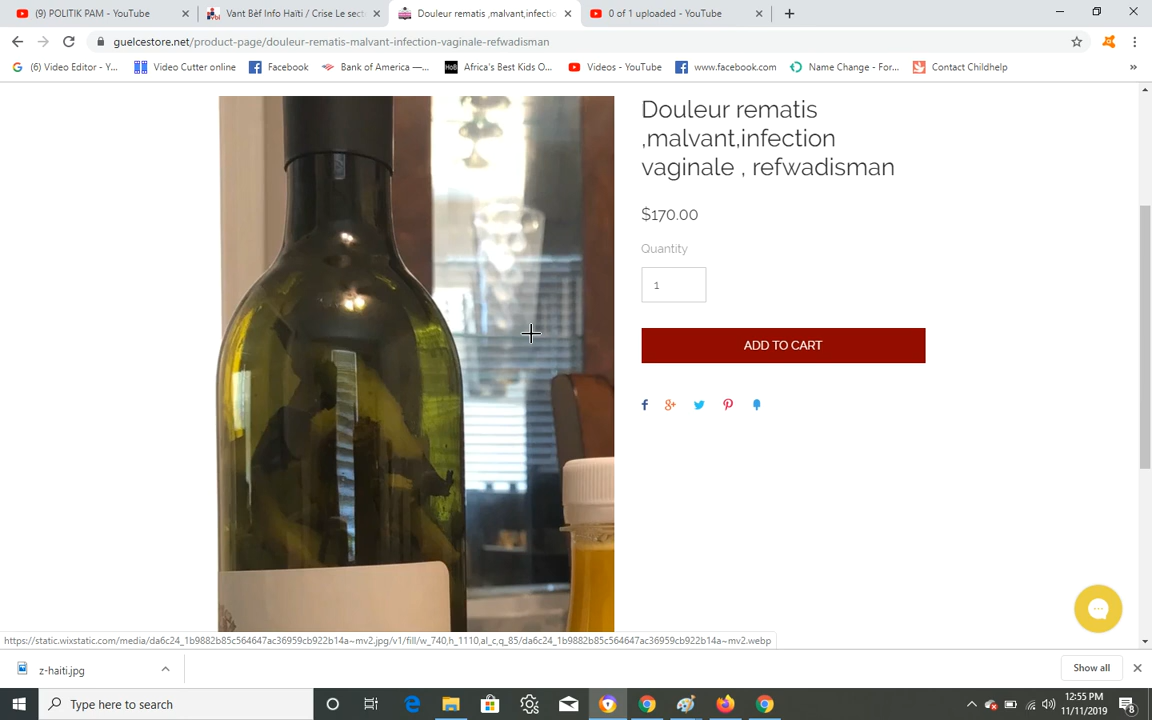 (9) POLITIK PAM - YouTube
Vant Bèf Info Haïti / Crise Le sect
Douleur rematis ,malvant,infectio
0 of 1 uploaded - YouTube
guelcestore.net/product-page/douleur-rematis-malvant-infection-vaginale-refwadisman
(6) Video Editor - Y...
Video Cutter online
Facebook
Bank of America —...
HoB
Africa's Best Kids O...
Videos - YouTube
www.facebook.com
Name Change - For...
Contact Childhelp
Douleur rematis
,malvant,infection
vaginale , refwadisman
$170.00
Quantity
1
ADD TO CART
https://static.wixstatic.com/media/da6c24_1b9882b85c564647ac36959cb922b14a~mv2.jpg/v1/fill/w_740,h_1110,al_c,q_85/da6c24_1b9882b85c564647ac36959cb922b14a~mv2.webp
z-haiti.jpg
Show all
Type here to search
12:55 PM
11/11/2019
8